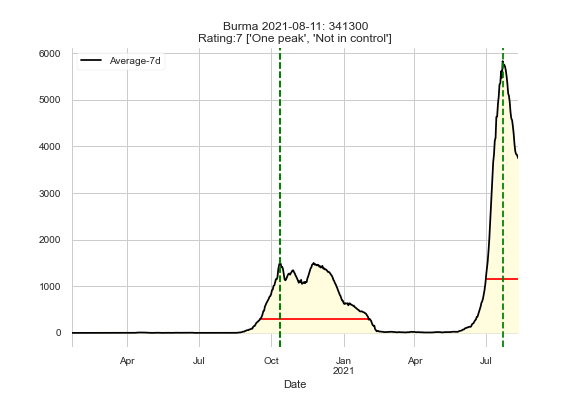 Burma 2021-08-11: 341300
Rating:7 ['One peak', 'Not in control']
Average-7d
6000
5000
4000
3000
2000
1000
0
Apr Jul Oct Jan Apr Jul
2021
Date